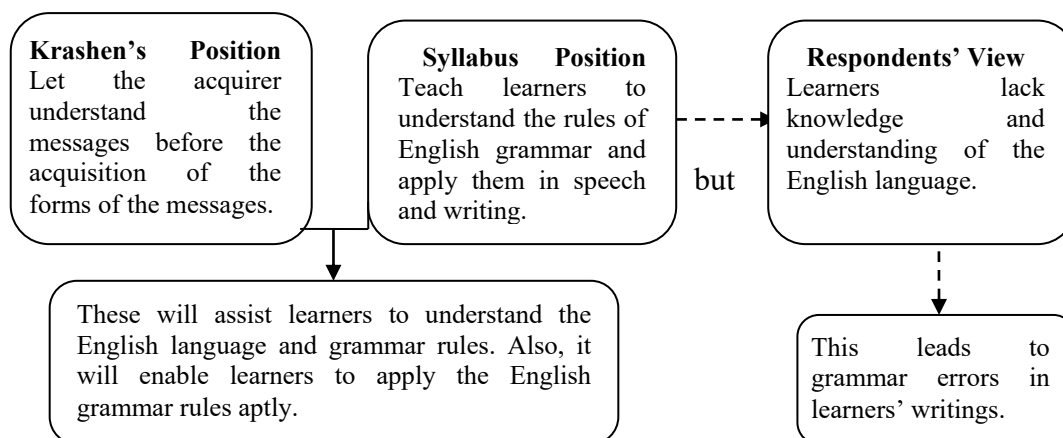 Krashen’s Position
Let the acquirer
understand the
messages before the
acquisition of the
forms of the messages.
Syllabus Position
Teach learners to
understand the rules of
English grammar and
apply them in speech
and writing.
but
Respondents’ View
Learners lack
knowledge and
understanding of the
English language.
These will assist learners to understand the
English language and grammar rules. Also, it
will enable learners to apply the English
grammar rules aptly.
This leads to
grammar errors in
learners’ writings.